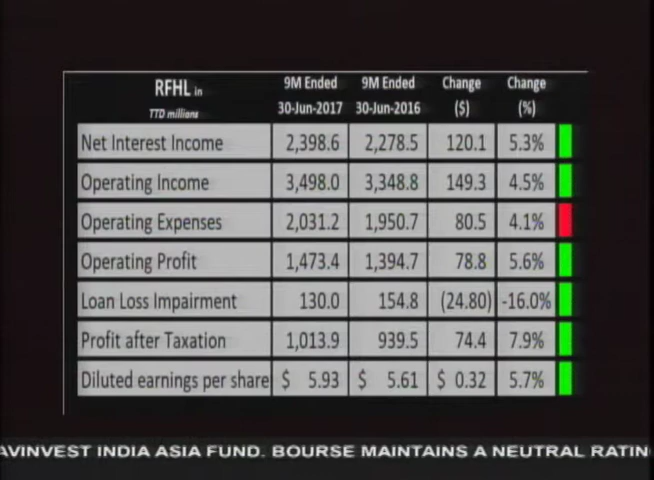 RFHL in TTD millions 9M Ended 30-Jun-2017 9M Ended 30-Jun-2016 Change ($) Change (%)
Net Interest Income 2,398.6 2,278.5 120.1 5.3%
Operating Income 3,498.0 3,348.8 149.3 4.5%
Operating Expenses 2,031.2 1,950.7 80.5 4.1%
Operating Profit 1,473.4 1,394.7 78.8 5.6%
Loan Loss Impairment 130.0 154.8 (24.80) -16.0%
Profit after Taxation 1,013.9 939.5 74.4 7.9%
Diluted earnings per share $ 5.93 $ 5.61 $ 0.32 5.7%
AVINVEST INDIA ASIA FUND. BOURSE MAINTAINS A NEUTRAL RATIN